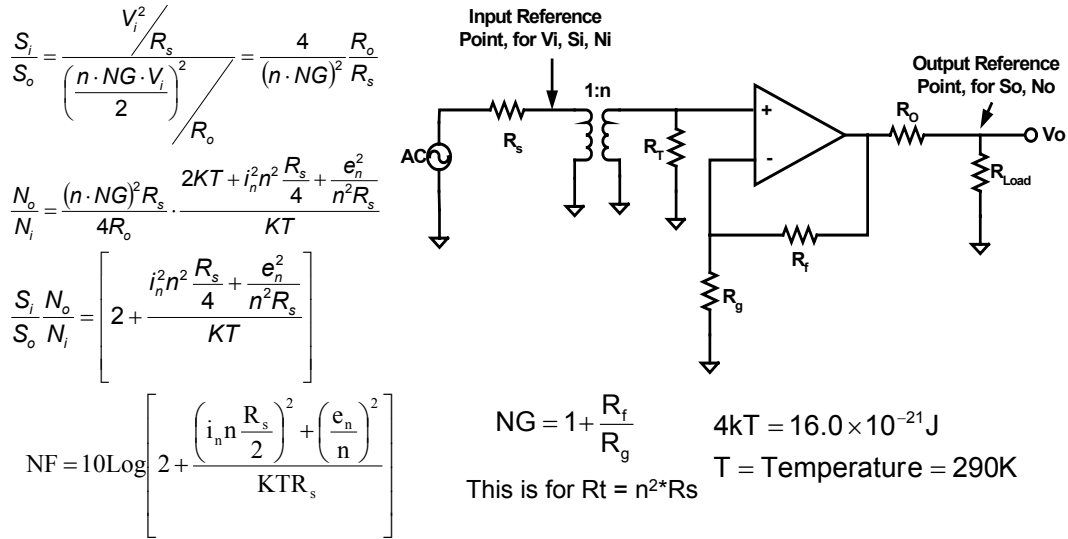 S_i/S_o = (V_i^2/R_s)/((n·NG·V_i/2)^2/R_o) = 4/(n·NG)^2 R_o/R_s
N_o/N_i = (n·NG)^2 R_s/4R_o · (2KT + i_n^2 n^2 R_s/4 + e_n^2/n^2 R_s)/KT
S_i/S_o N_o/N_i = [2 + (i_n^2 n^2 R_s/4 + e_n^2/n^2 R_s)/KT]
NF = 10Log[2 + ((i_n n R_s/2)^2 + (e_n/n)^2)/KTR_s]
Input Reference
Point, for Vi, Si, Ni
1:n
R_s
AC
R_T
+
-
R_f
R_g
Output Reference
Point, for So, No
R_O
Vo
R_Load
NG = 1 + R_f/R_g
This is for Rt = n²*Rs
4kT = 16.0 × 10⁻²¹J
T = Temperature = 290K